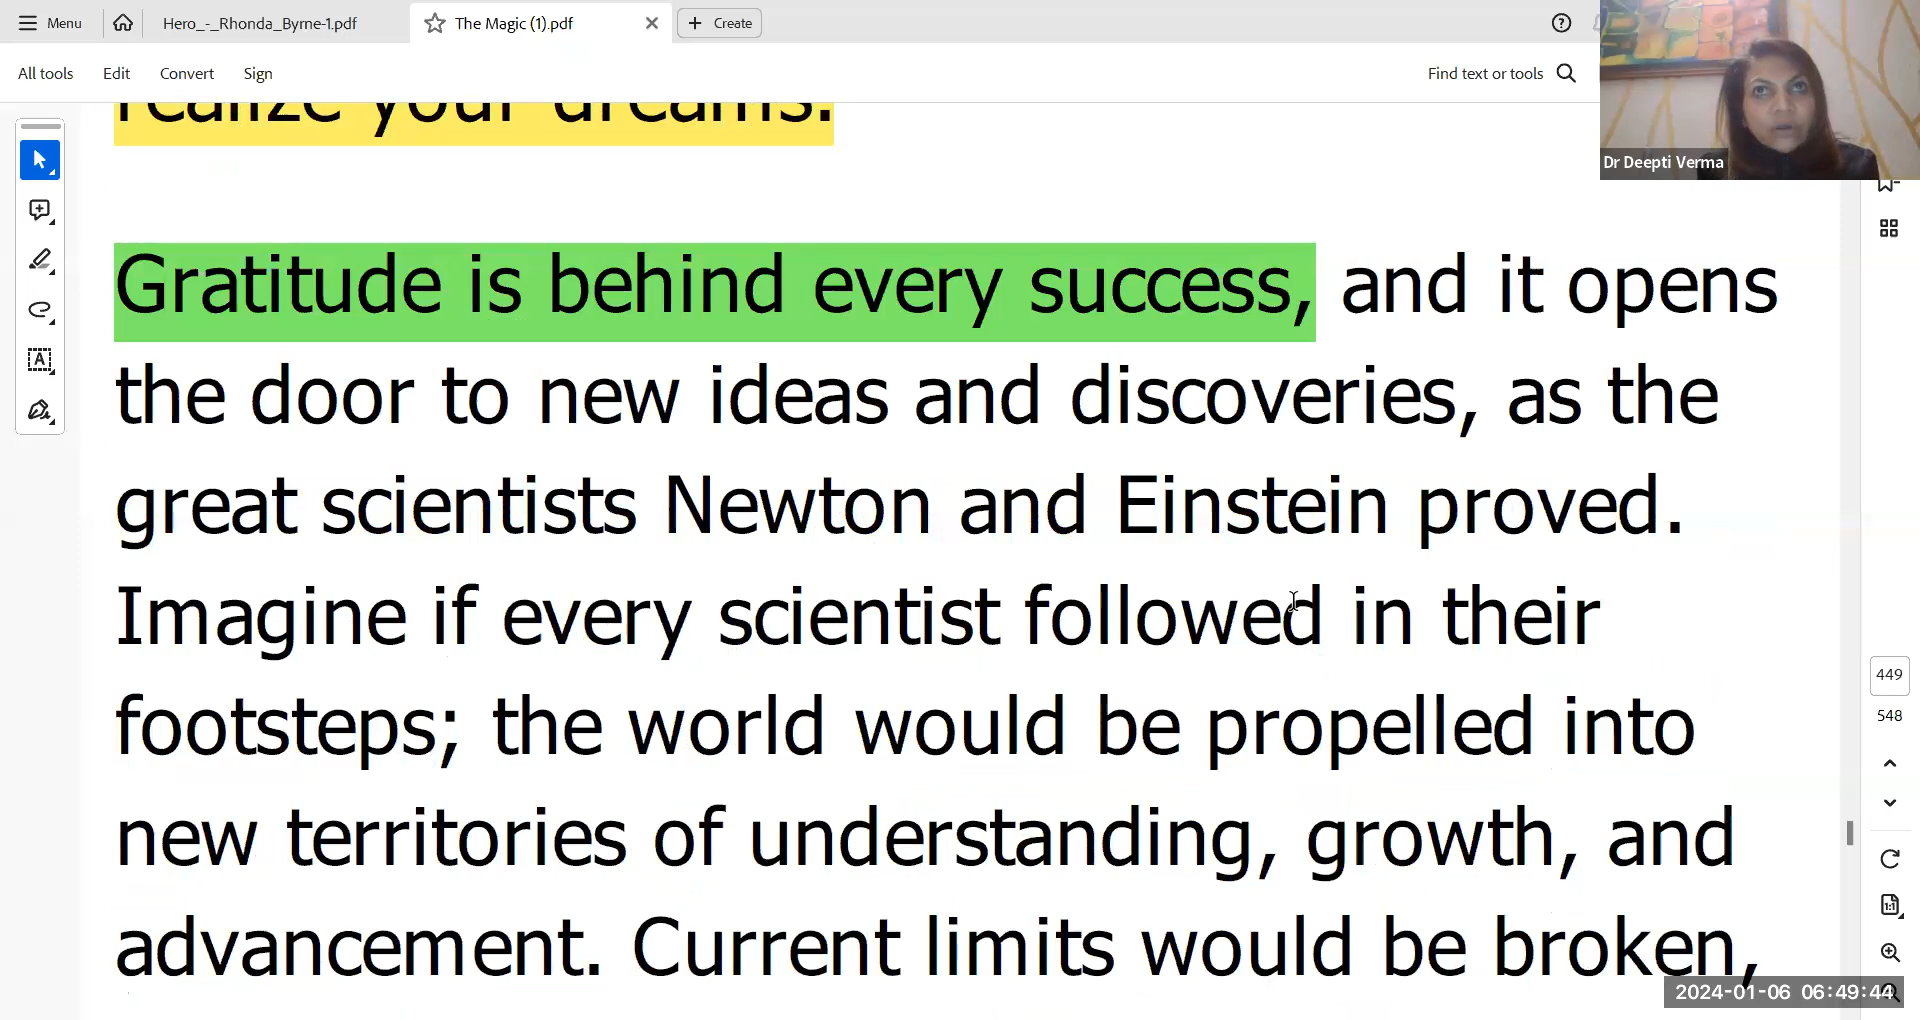 Menu
Hero_-_Rhonda_Byrne-1.pdf
The Magic (1).pdf
Create
All tools
Edit
Convert
Sign
Find text or tools
Dr Deepti Verma
realize your dreams.
Gratitude is behind every success, and it opens
the door to new ideas and discoveries, as the
great scientists Newton and Einstein proved.
Imagine if every scientist followed in their
footsteps; the world would be propelled into
new territories of understanding, growth, and
advancement. Current limits would be broken,
449
548
2024-01-06 06:49:44